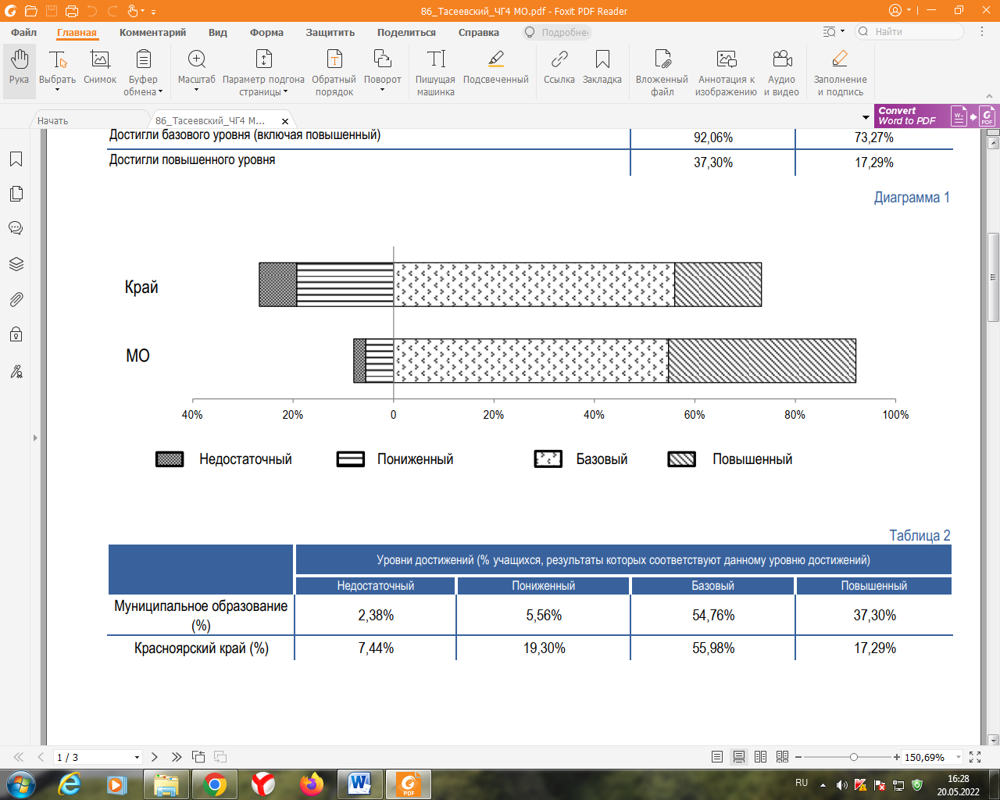 86_Тасеевский_ЧГ4 МО.pdf - Foxit PDF Reader
Файл Главная Комментарий Вид Форма Защитить Поделиться Справка Подробнее Найти
Рука Выбрать Снимок Буфер обмена Масштаб Параметр подгона страницы Обратный порядок Поворот Пишущая машинка Подсвеченный Ссылка Закладка Вложенный файл Аннотация к изображению Аудио и видео Заполнение и подпись
Начать 86_Тасеевский_ЧГ4 М... Convert Word to PDF
Достигли базового уровня (включая повышенный) 92,06% 73,27%
Достигли повышенного уровня 37,30% 17,29%
Диаграмма 1
Край
МО
40% 20% 0 20% 40% 60% 80% 100%
Недостаточный Пониженный Базовый Повышенный
Таблица 2
Уровни достижений (% учащихся, результаты которых соответствуют данному уровню достижений)
Недостаточный Пониженный Базовый Повышенный
Муниципальное образование (%) 2,38% 5,56% 54,76% 37,30%
Красноярский край (%) 7,44% 19,30% 55,98% 17,29%
1 / 3 150,69%
RU 16:28
20.05.2022